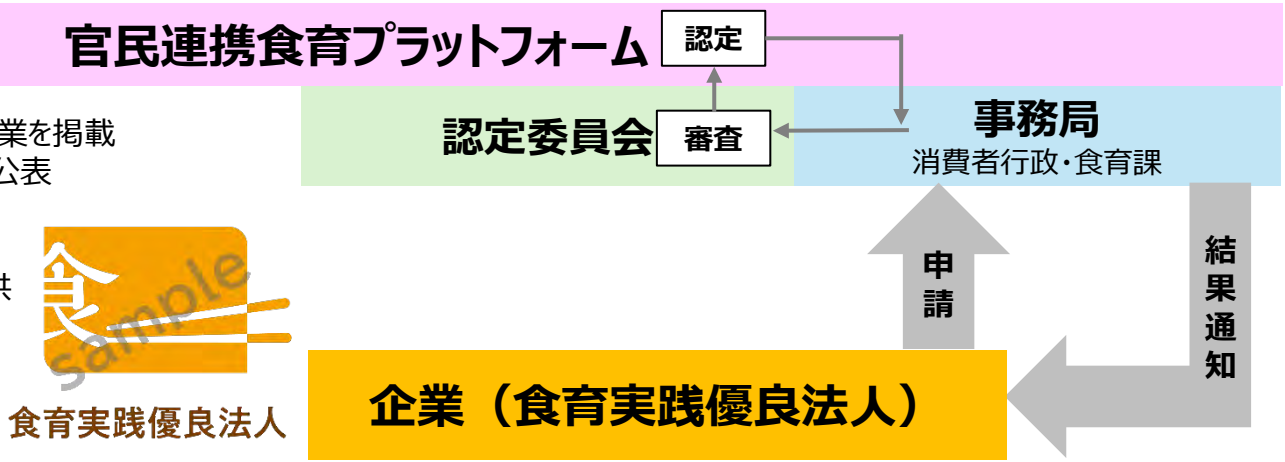 官民連携食育プラットフォーム
認定
業を掲載
公表
認定委員会
審査
事務局
消費者行政・食育課
供
食
sample
食育実践優良法人
申請
結果通知
企業（食育実践優良法人）